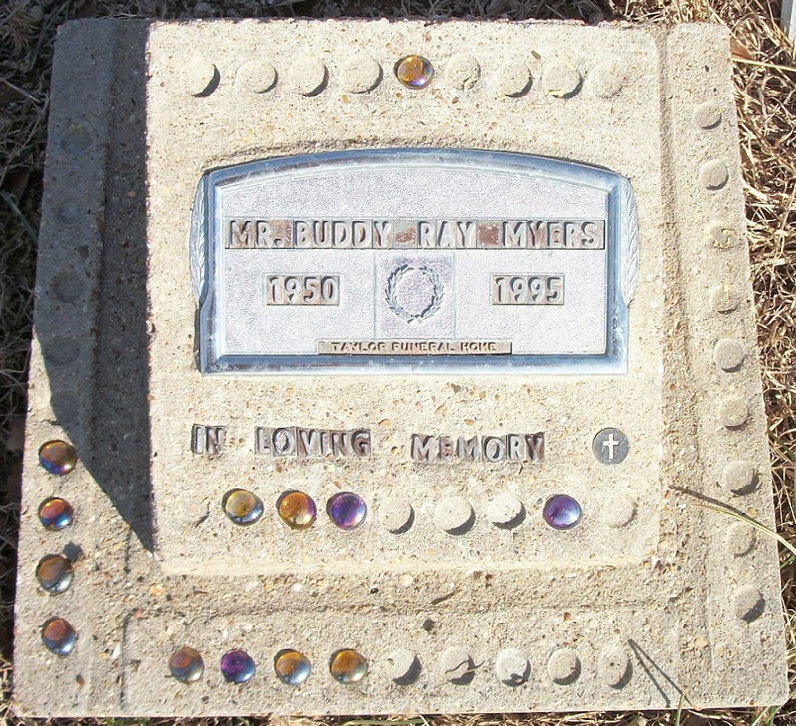 MR. BUDDY RAY MYERS
1950 1995
TAYLOR FUNERAL HOME
IN LOVING MEMORY